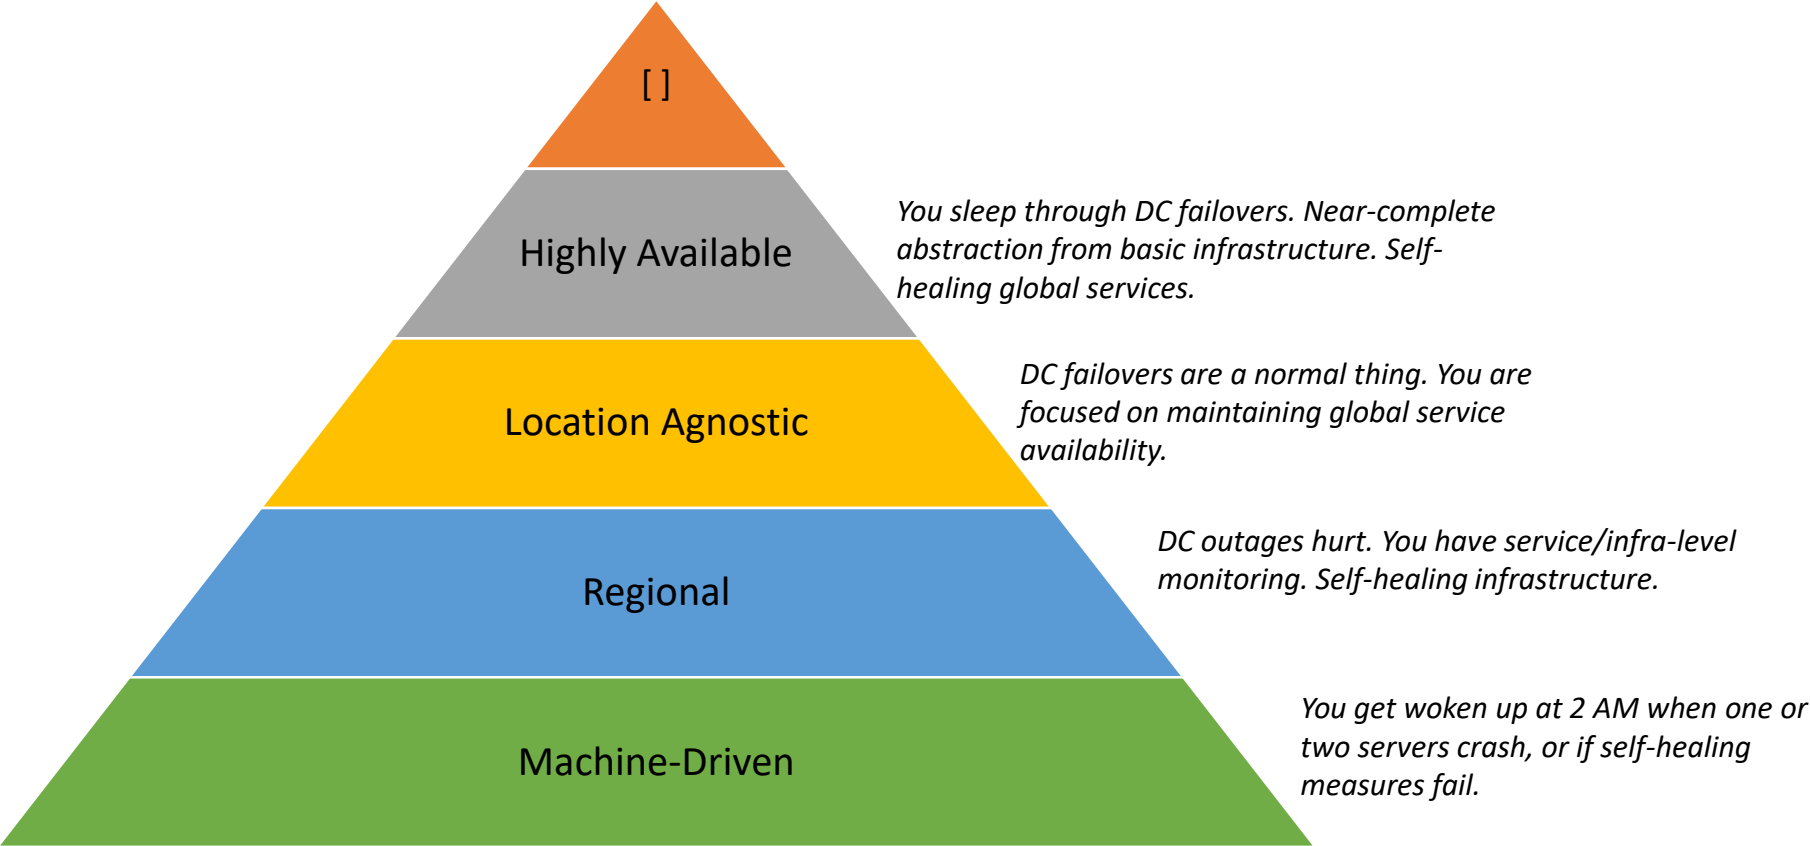 [ ]
Highly Available
You sleep through DC failovers. Near-complete
abstraction from basic infrastructure. Self-
healing global services.
Location Agnostic
DC failovers are a normal thing. You are
focused on maintaining global service
availability.
Regional
DC outages hurt. You have service/infra-level
monitoring. Self-healing infrastructure.
Machine-Driven
You get woken up at 2 AM when one or
two servers crash, or if self-healing
measures fail.